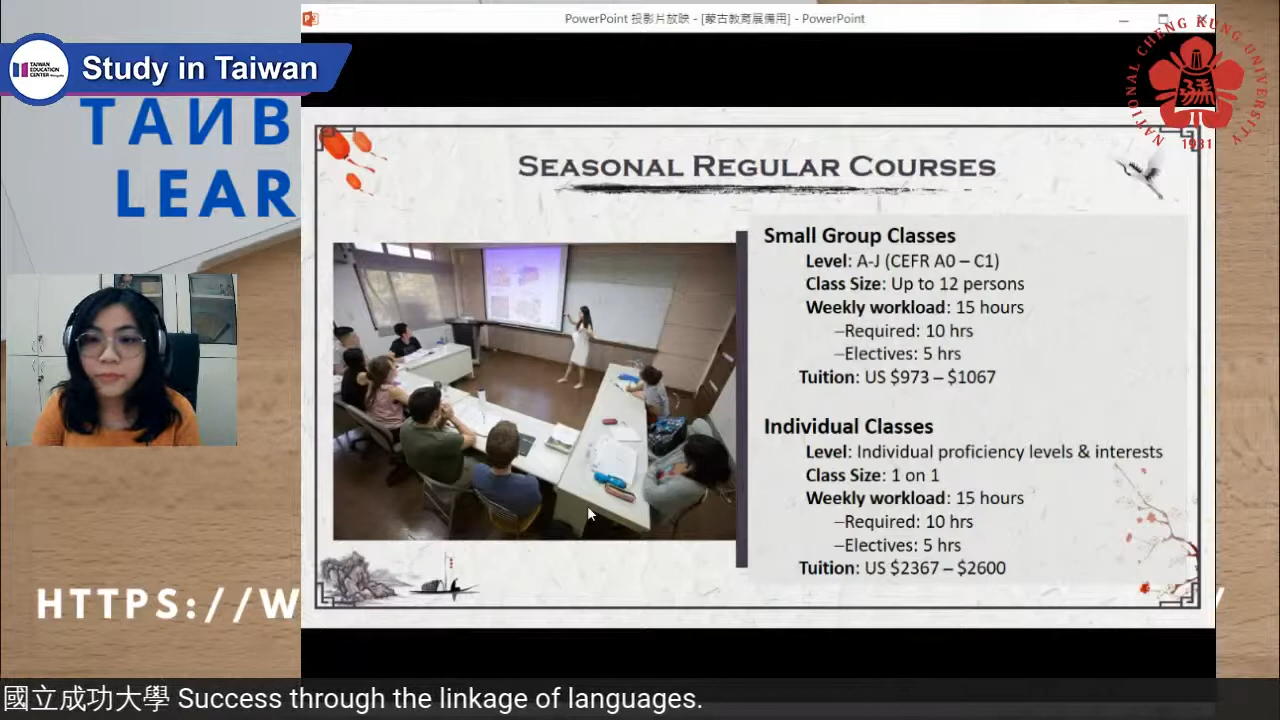 PowerPoint 投影片放映 - [蒙古教育展備用] - PowerPoint
TAIWAN
EDUCATION
CENTER Mongolia
Study in Taiwan
NATIONAL CHENG KUNG UNIVERSITY
1931
ТАЙВ
LEAR
SEASONAL REGULAR COURSES
Small Group Classes
Level: A-J (CEFR A0 – C1)
Class Size: Up to 12 persons
Weekly workload: 15 hours
–Required: 10 hrs
–Electives: 5 hrs
Tuition: US $973 – $1067
Individual Classes
Level: Individual proficiency levels & interests
Class Size: 1 on 1
Weekly workload: 15 hours
–Required: 10 hrs
–Electives: 5 hrs
Tuition: US $2367 – $2600
HTTPS://W
國立成功大學 Success through the linkage of languages.